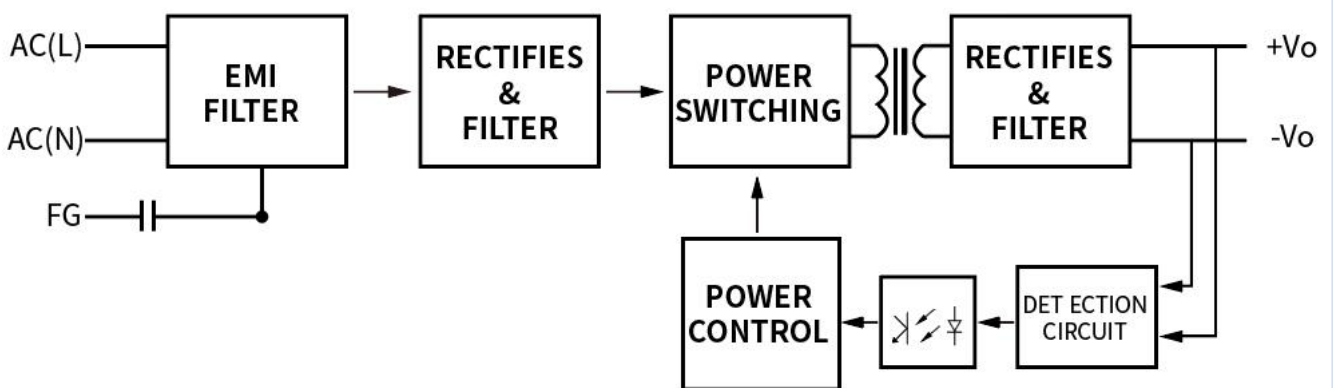 AC(L)
AC(N)
FG
EMI
FILTER
RECTIFIES
&
FILTER
POWER
SWITCHING
RECTIFIES
&
FILTER
+Vo
-Vo
POWER
CONTROL
DET ECTION
CIRCUIT